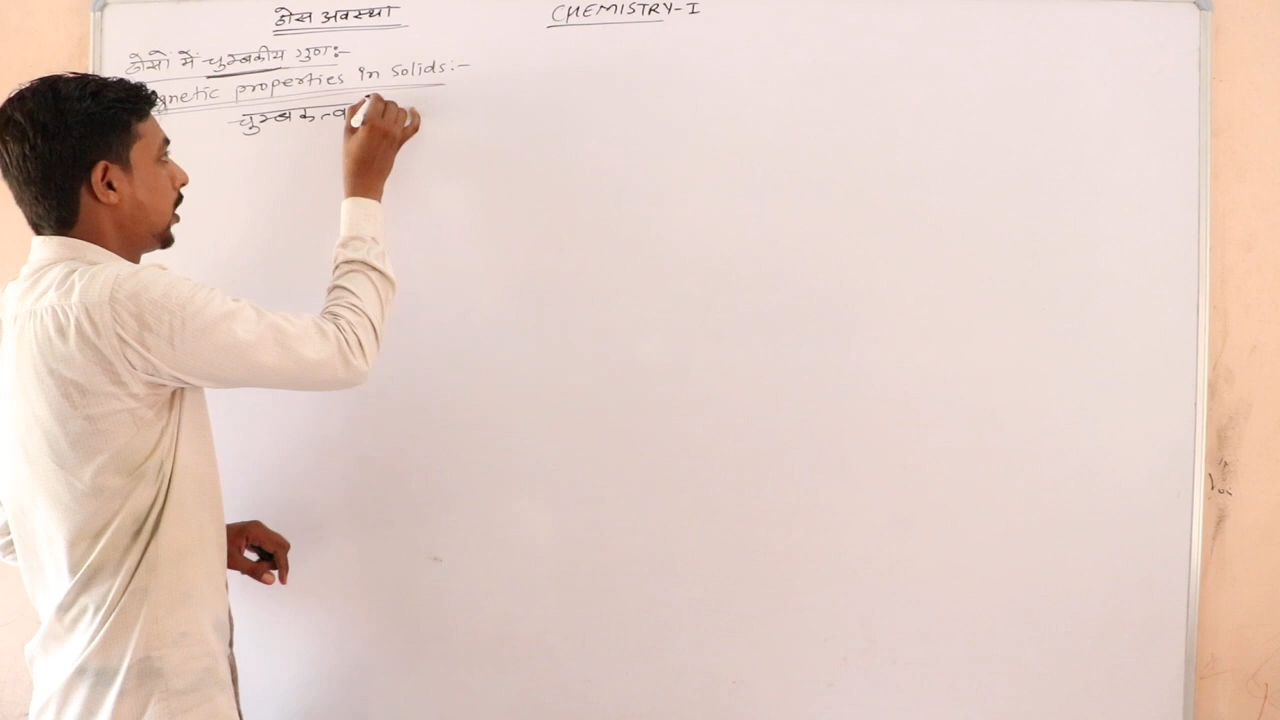 ठोस अवस्था CHEMISTRY-I
ठोसों में चुम्बकीय गुण:-
gnetic properties in Solids:-
चुम्बकत्व